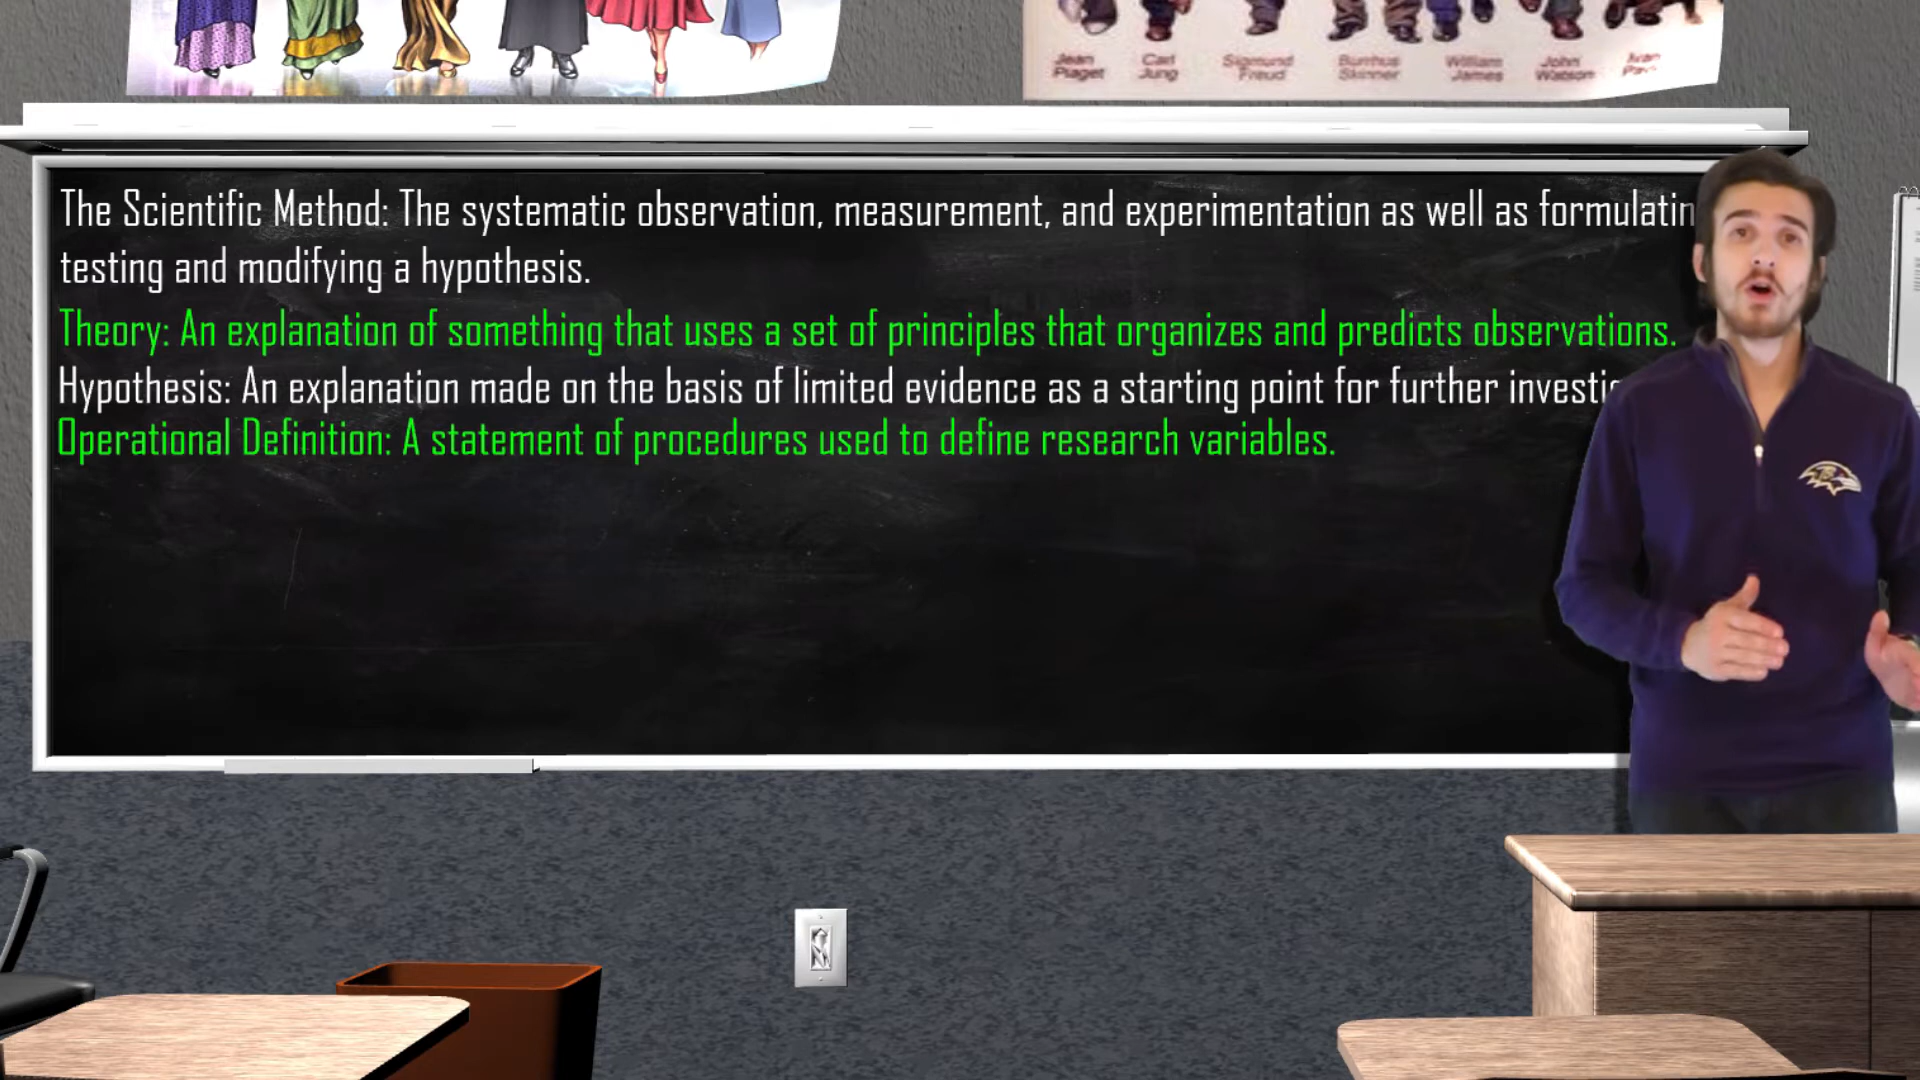 Jean Piaget
Carl Jung
Sigmund Freud
Burrhus Skinner
William James
John Watson
Ivan
The Scientific Method: The systematic observation, measurement, and experimentation as well as
testing and modifying a hypothesis.
Theory: An explanation of something that uses a set of principles that organizes and predicts observations.
Hypothesis: An explanation made on the basis of limited evidence as a starting point for further
Operational Definition: A statement of procedures used to define research variables.